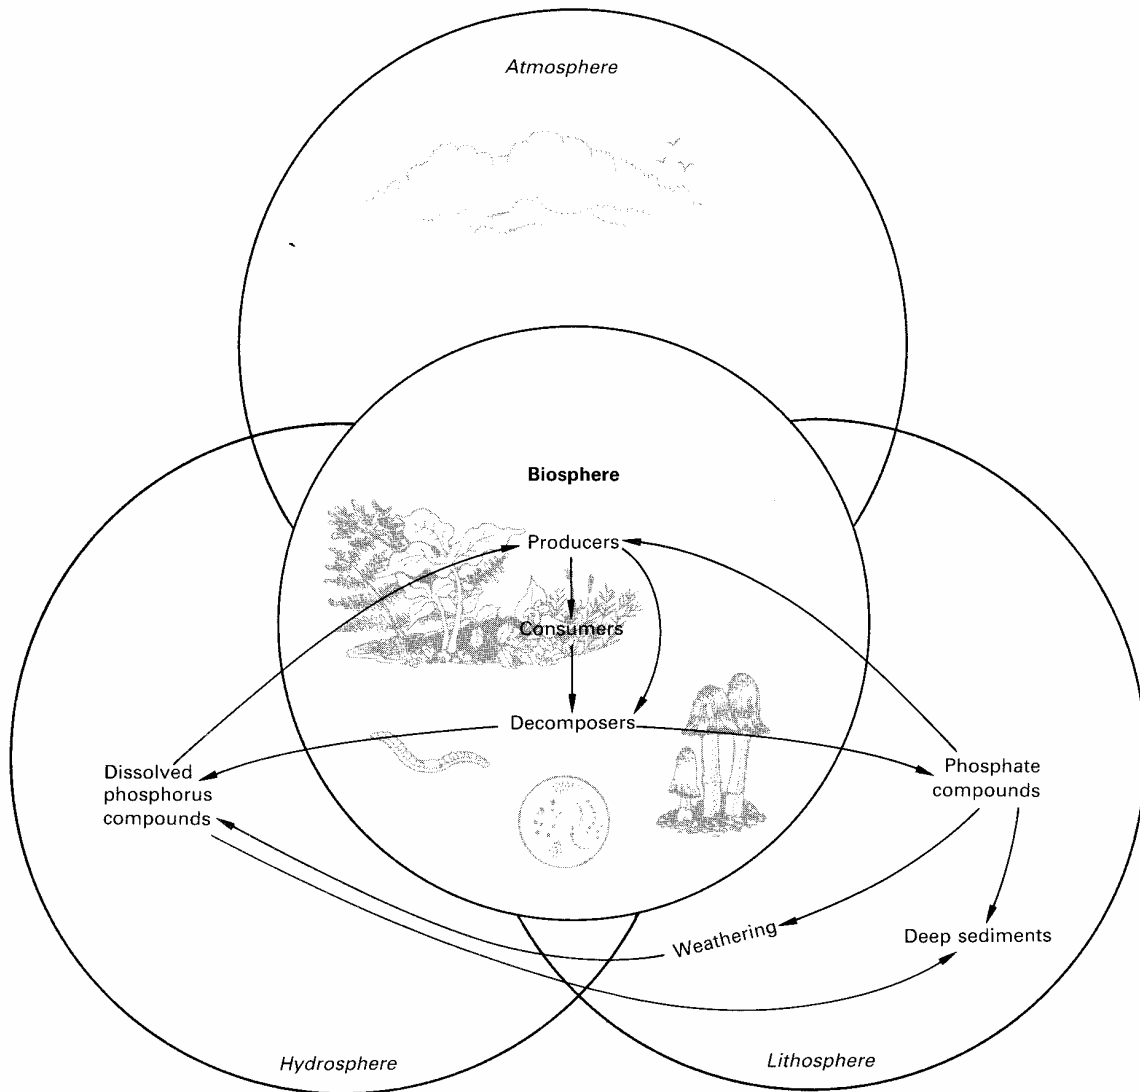 Atmosphere
Biosphere
Producers
Consumers
Decomposers
Dissolved
phosphorus
compounds
Phosphate
compounds
Weathering
Deep sediments
Hydrosphere
Lithosphere